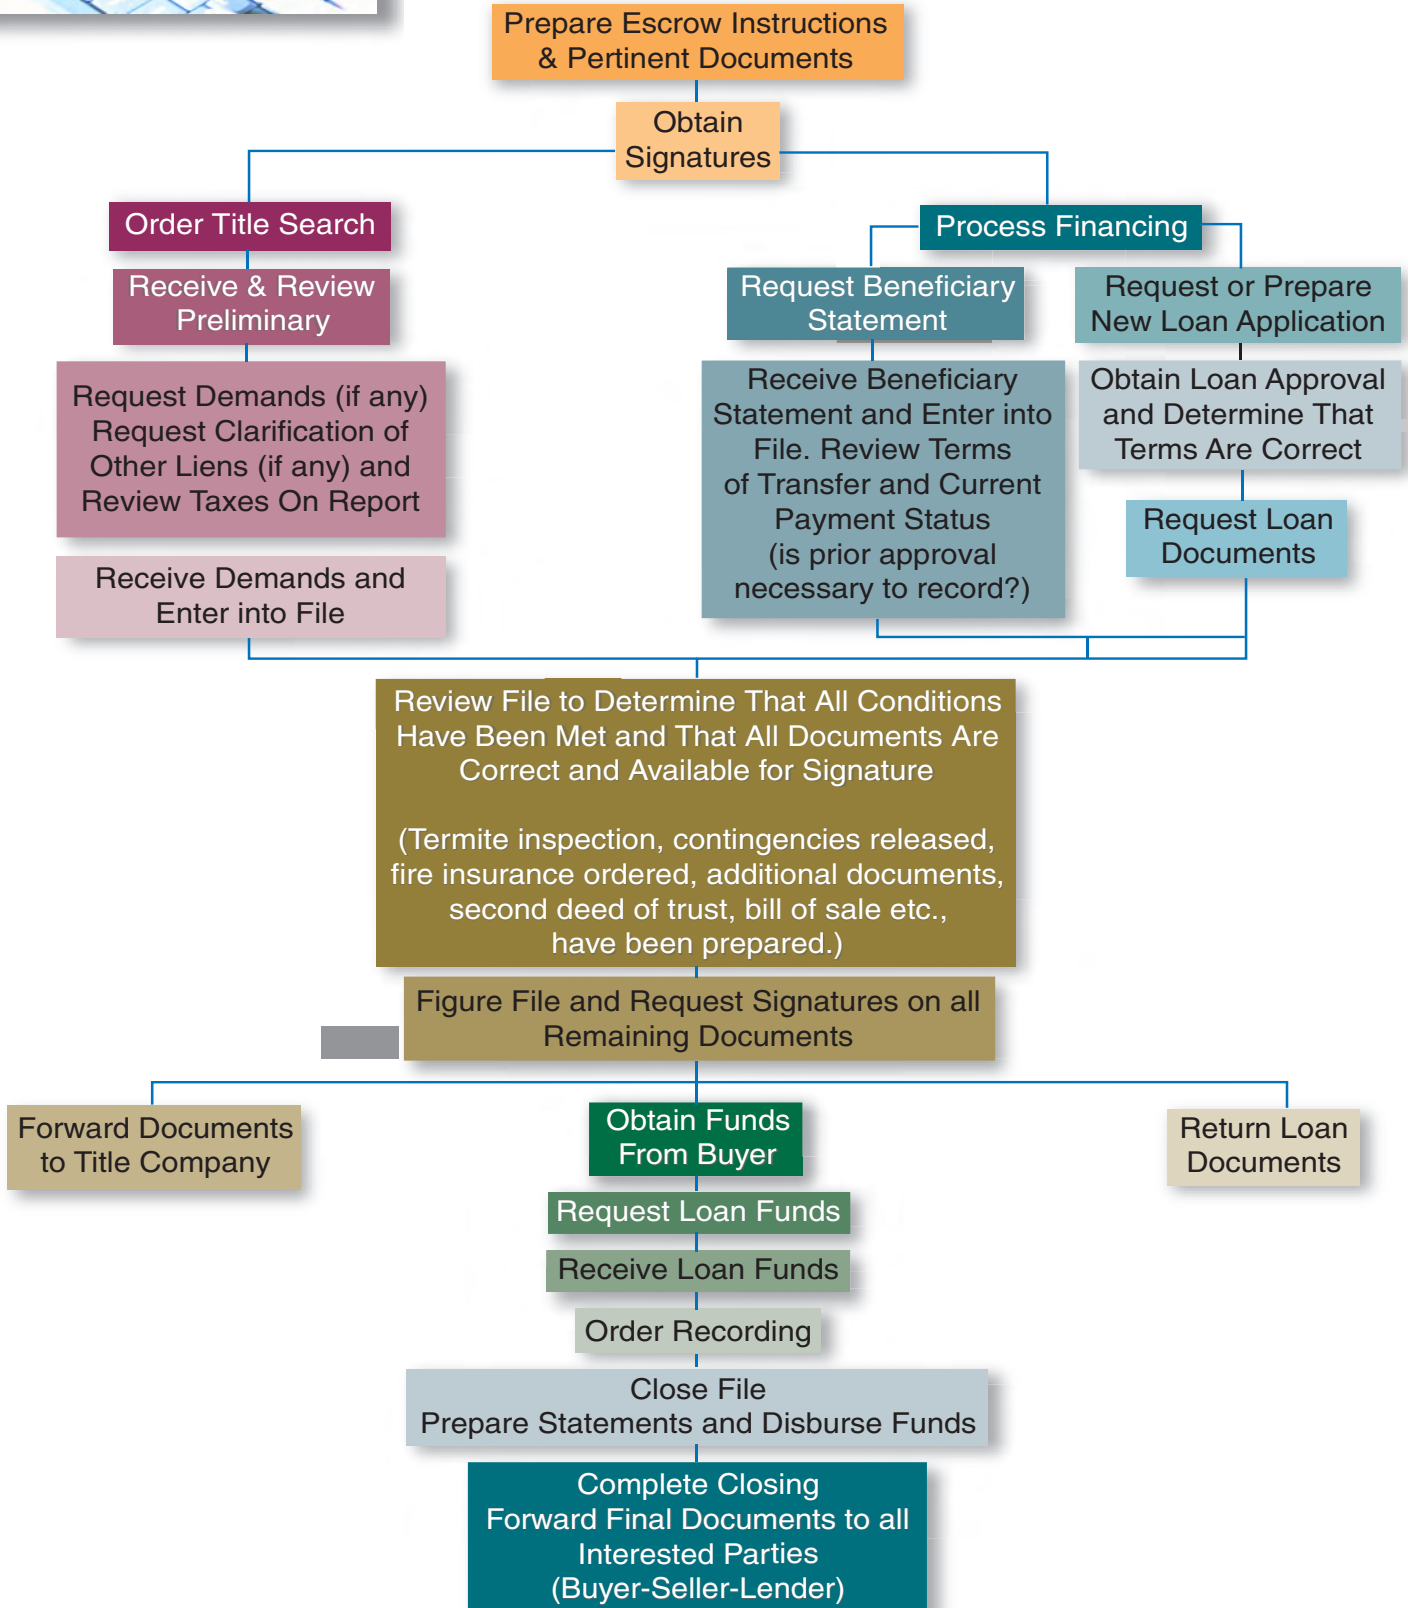 Prepare Escrow Instructions
& Pertinent Documents
Obtain
Signatures
Order Title Search
Receive & Review
Preliminary
Request Demands (if any)
Request Clarification of
Other Liens (if any) and
Review Taxes On Report
Receive Demands and
Enter into File
Process Financing
Request Beneficiary
Statement
Receive Beneficiary
Statement and Enter into
File. Review Terms
of Transfer and Current
Payment Status
(is prior approval
necessary to record?)
Request or Prepare
New Loan Application
Obtain Loan Approval
and Determine That
Terms Are Correct
Request Loan
Documents
Review File to Determine That All Conditions
Have Been Met and That All Documents Are
Correct and Available for Signature
(Termite inspection, contingencies released,
fire insurance ordered, additional documents,
second deed of trust, bill of sale etc.,
have been prepared.)
Figure File and Request Signatures on all
Remaining Documents
Forward Documents
to Title Company
Obtain Funds
From Buyer
Request Loan Funds
Receive Loan Funds
Order Recording
Close File
Prepare Statements and Disburse Funds
Complete Closing
Forward Final Documents to all
Interested Parties
(Buyer-Seller-Lender)
Return Loan
Documents